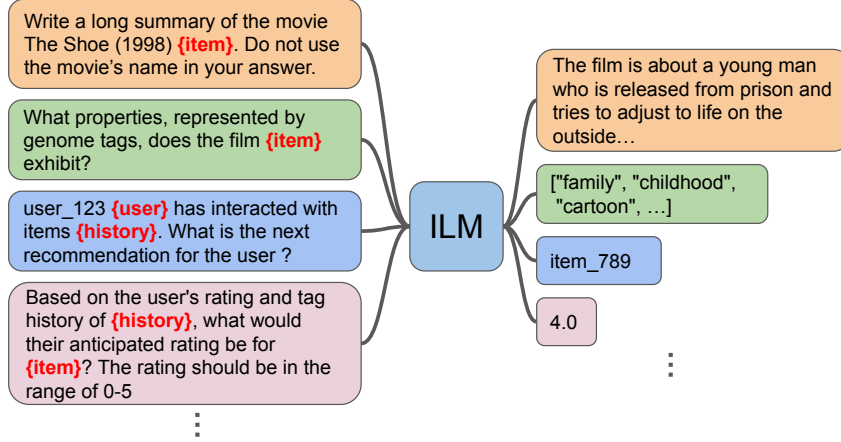 Write a long summary of the movie
The Shoe (1998) {item}. Do not use
the movie's name in your answer.
What properties, represented by
genome tags, does the film {item}
exhibit?
user_123 {user} has interacted with
items {history}. What is the next
recommendation for the user ?
Based on the user's rating and tag
history of {history}, what would
their anticipated rating be for
{item}? The rating should be in the
range of 0-5
ILM
The film is about a young man
who is released from prison and
tries to adjust to life on the
outside…
["family", "childhood",
"cartoon", …]
item_789
4.0